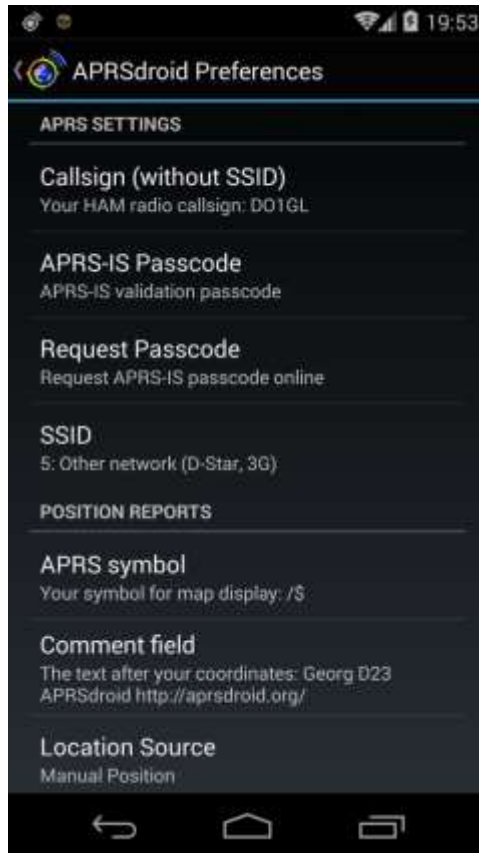 19:53
APRSdroid Preferences
APRS SETTINGS
Callsign (without SSID)
Your HAM radio callsign: DO1GL
APRS-IS Passcode
APRS-IS validation passcode
Request Passcode
Request APRS-IS passcode online
SSID
5: Other network (D-Star, 3G)
POSITION REPORTS
APRS symbol
Your symbol for map display: /$
Comment field
The text after your coordinates: Georg D23
APRSdroid http://aprsdroid.org/
Location Source
Manual Position